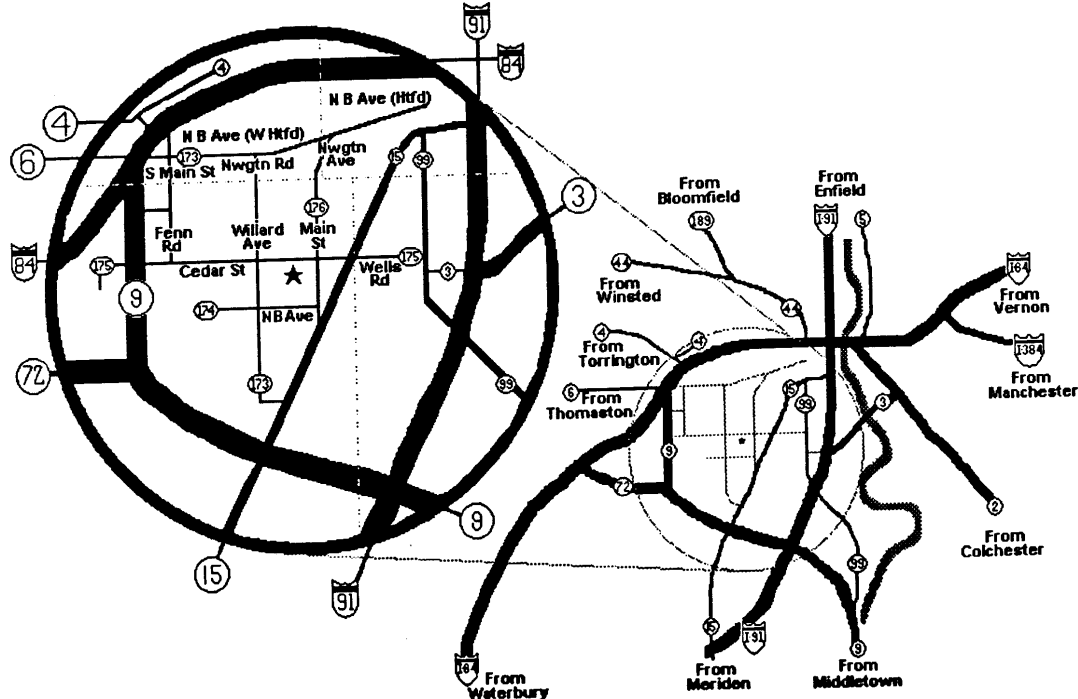 91
84
4
N B Ave (Htfd)
4
N B Ave (W Htfd)
15
99
Nwgtn
Ave
6
173
Nwgtn Rd
S Main St
3
176
Fenn
Rd
Willard
Ave
Main
St
84
175
Cedar St
Wells
Rd
175
3
9
174
NB Ave
72
173
99
9
15
91
From
Bloomfield
189
From
Enfield
I91
5
44
From
Winsted
44
I64
From
Vernon
4
From
Torrington
4
I384
From
Manchester
6
From
Thomaston
15
99
3
9
72
2
From
Colchester
99
15
I91
9
I84
From
Waterbury
From
Meriden
From
Middletown